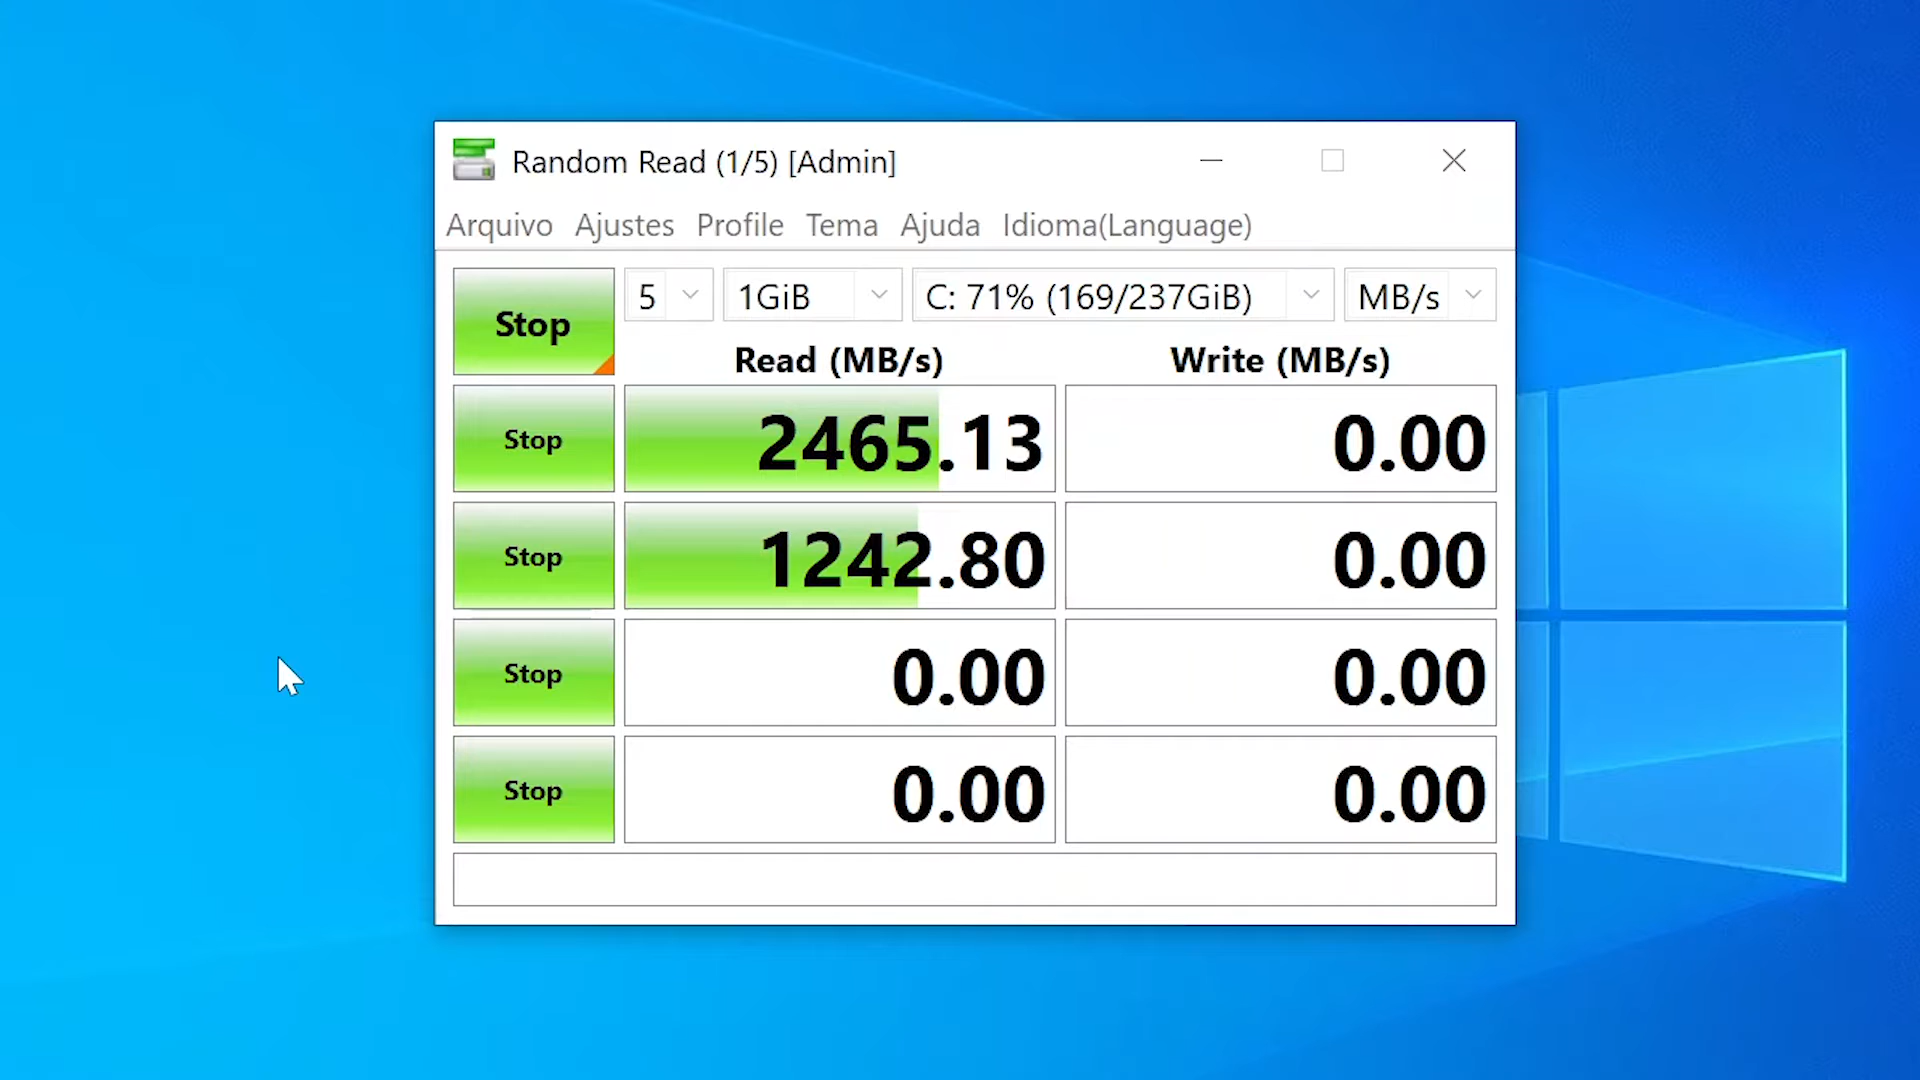 Random Read (1/5) [Admin]
Arquivo Ajustes Profile Tema Ajuda Idioma(Language)
Stop 5 1GiB C: 71% (169/237GiB) MB/s
Read (MB/s) Write (MB/s)
Stop 2465.13 0.00
Stop 1242.80 0.00
Stop 0.00 0.00
Stop 0.00 0.00